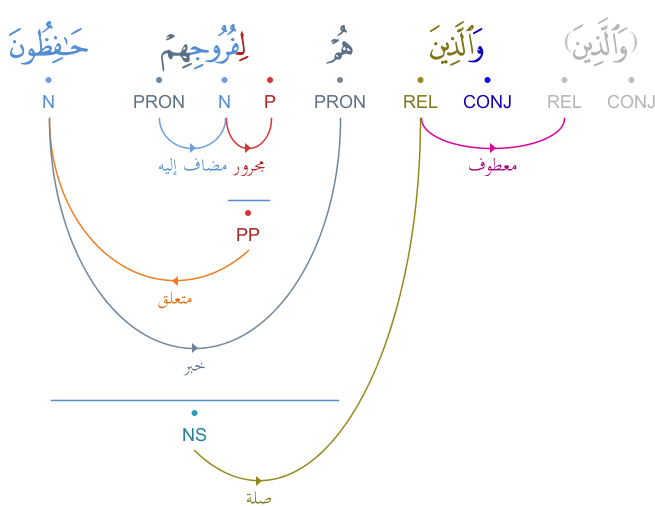 (وَٱلَّذِينَ) وَٱلَّذِينَ هُمْ لِفُرُوجِهِمْ حَـٰفِظُونَ
CONJ REL CONJ REL PRON P N PRON N
معطوف
مجرور مضاف إليه
PP
متعلق
خبر
NS
صلة